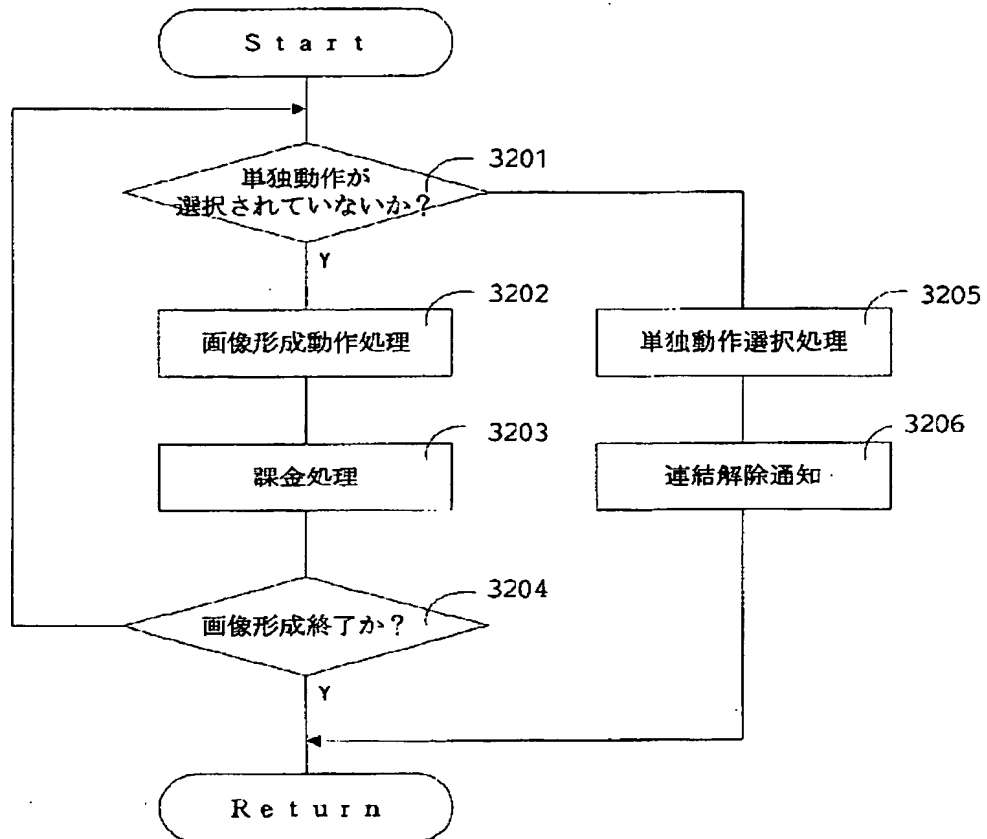 Start
単独動作が
選択されていないか？
3201
Y
画像形成動作処理
3202
課金処理
3203
画像形成終了か？
3204
Y
単独動作選択処理
3205
連結解除通知
3206
Return